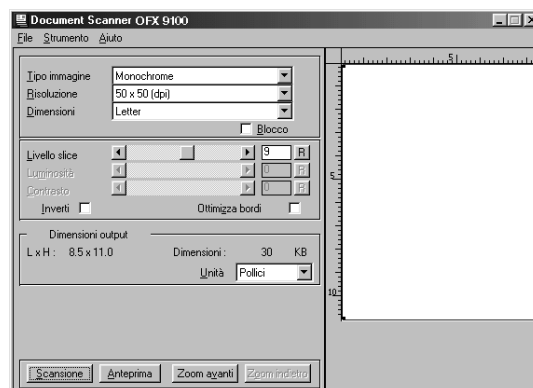 Document Scanner OFX 9100
File Strumento Aiuto
Tipo immagine Monochrome
Risoluzione 50 x 50 (dpi)
Dimensioni Letter
Blocco
Livello slice 9 R
Luminosità 0 R
Contrasto 0 R
Inverti Ottimizza bordi
Dimensioni output
L x H : 8.5 x 11.0 Dimensioni : 30 KB
Unità Pollici
Scansione Anteprima Zoom avanti Zoom indietro
5
5
10